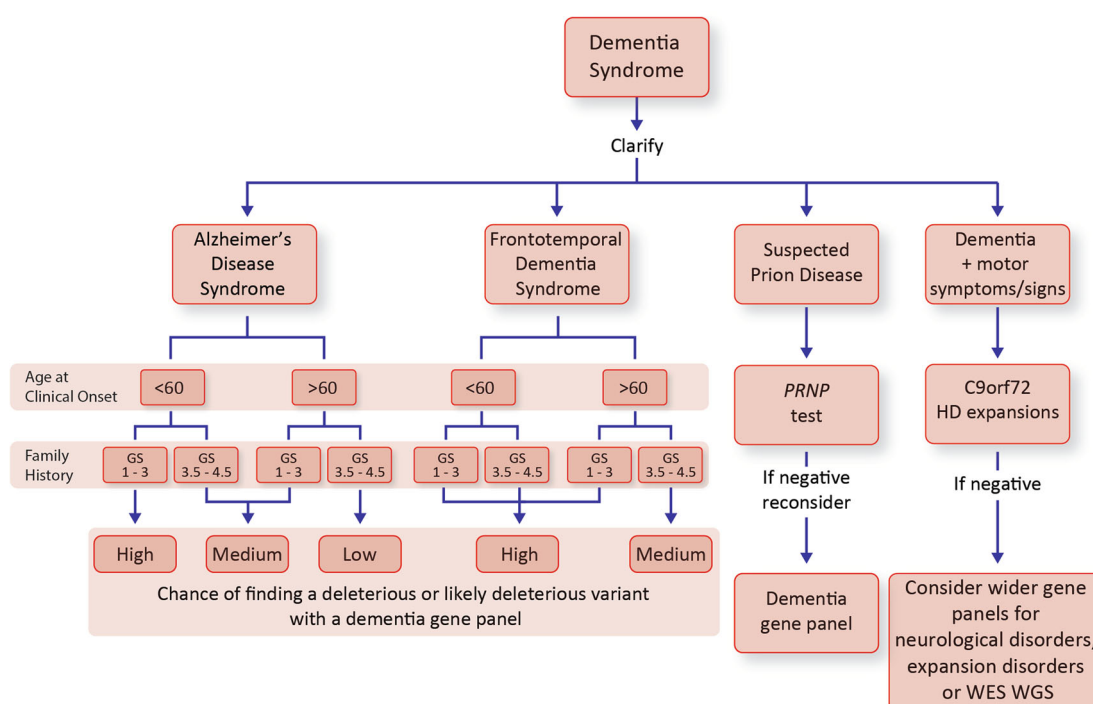 Dementia
Syndrome
Clarify
Alzheimer's
Disease
Syndrome
Frontotemporal
Dementia
Syndrome
Suspected
Prion Disease
Dementia
+ motor
symptoms/signs
Age at
Clinical Onset
<60
>60
<60
>60
PRNP
test
C9orf72
HD expansions
Family
History
GS
1 - 3
GS
3.5 - 4.5
GS
1 - 3
GS
3.5 - 4.5
GS
1 - 3
GS
3.5 - 4.5
GS
1 - 3
GS
3.5 - 4.5
If negative
reconsider
If negative
High
Medium
Low
High
Medium
Chance of finding a deleterious or likely deleterious variant
with a dementia gene panel
Dementia
gene panel
Consider wider gene
panels for
neurological disorders,
expansion disorders
or WES WGS